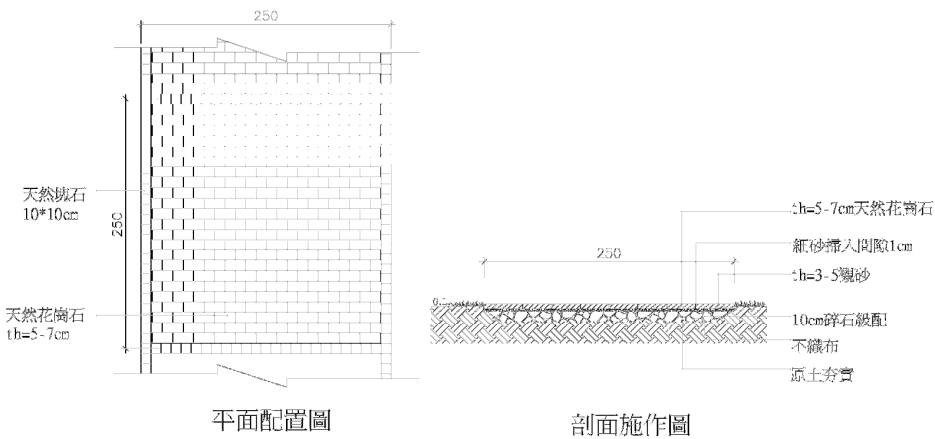 250
250
天然塊石
10*10cm
天然花崗石
th=5-7cm
平面配置圖
250
G.L
th=5-7cm天然花崗石
細砂掃入間隙1cm
th=3-5襯砂
10cm碎石級配
不織布
原土夯實
剖面施作圖